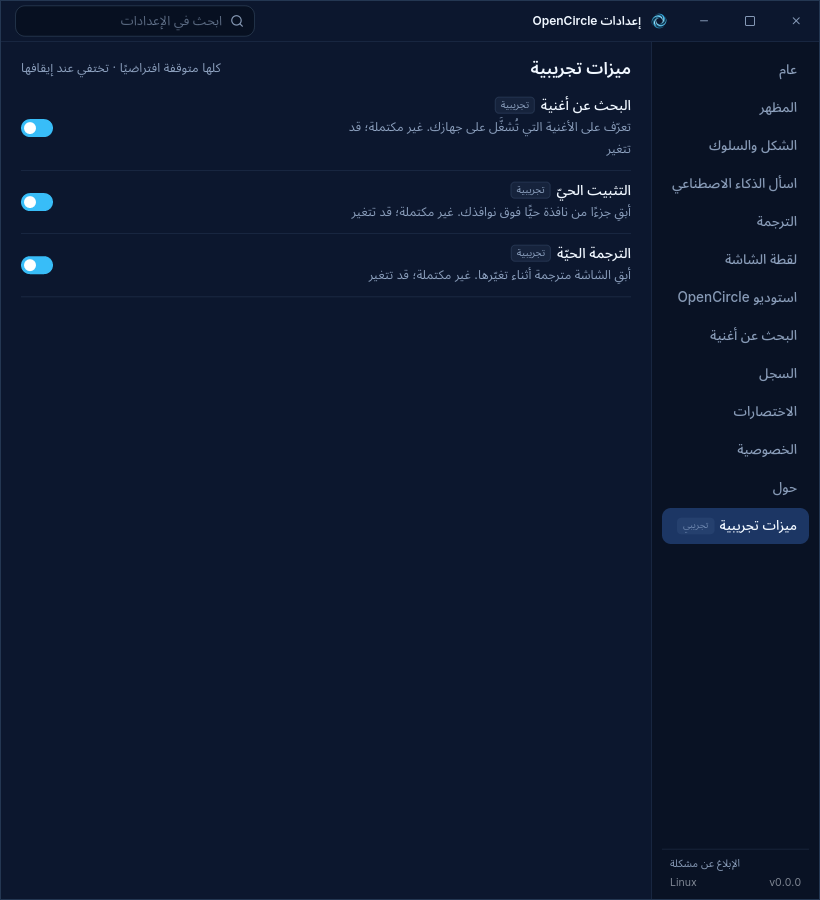 إعدادات OpenCircle
ابحث في الإعدادات
عام
المظهر
الشكل والسلوك
اسأل الذكاء الاصطناعي
الترجمة
لقطة الشاشة
استوديو OpenCircle
البحث عن أغنية
السجل
الاختصارات
الخصوصية
حول
ميزات تجريبية تجريبي
الإبلاغ عن مشكلة
v0.0.0 Linux
ميزات تجريبية
كلها متوقفة افتراضيًا · تختفي عند إيقافها
البحث عن أغنية تجريبية
تعرّف على الأغنية التي تُشغَّل على جهازك. غير مكتملة؛ قد
تتغير
التثبيت الحيّ تجريبية
أبقِ جزءًا من نافذة حيًّا فوق نوافذك. غير مكتملة؛ قد تتغير
الترجمة الحيّة تجريبية
أبقِ الشاشة مترجمة أثناء تغيّرها. غير مكتملة؛ قد تتغير